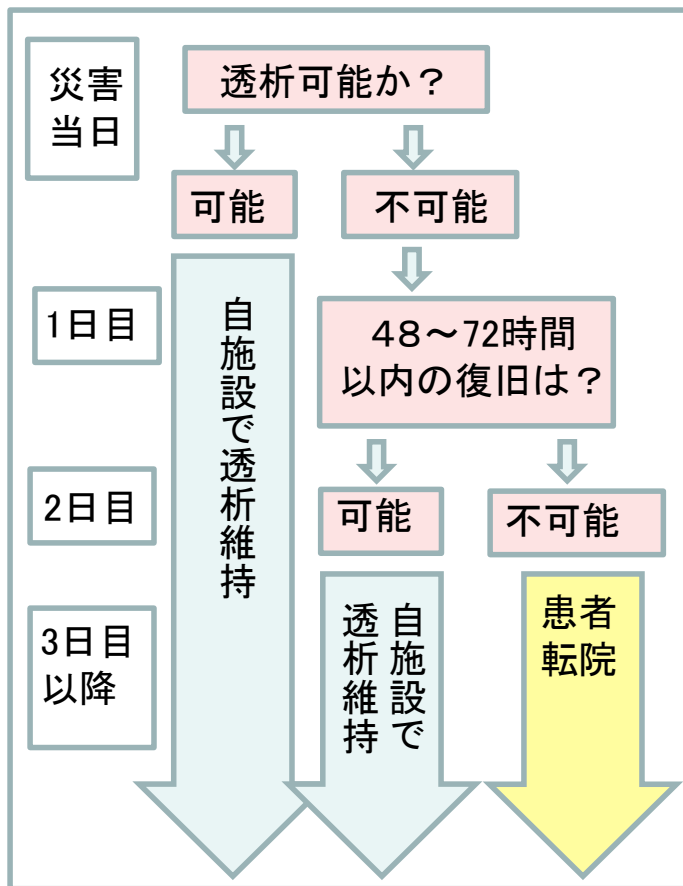 災害
当日
透析可能か？
可能
不可能
1日目
４８～72時間
以内の復旧は？
自施設で透析維持
2日目
可能
不可能
3日目
以降
自施設で
透析維持
患者
転院